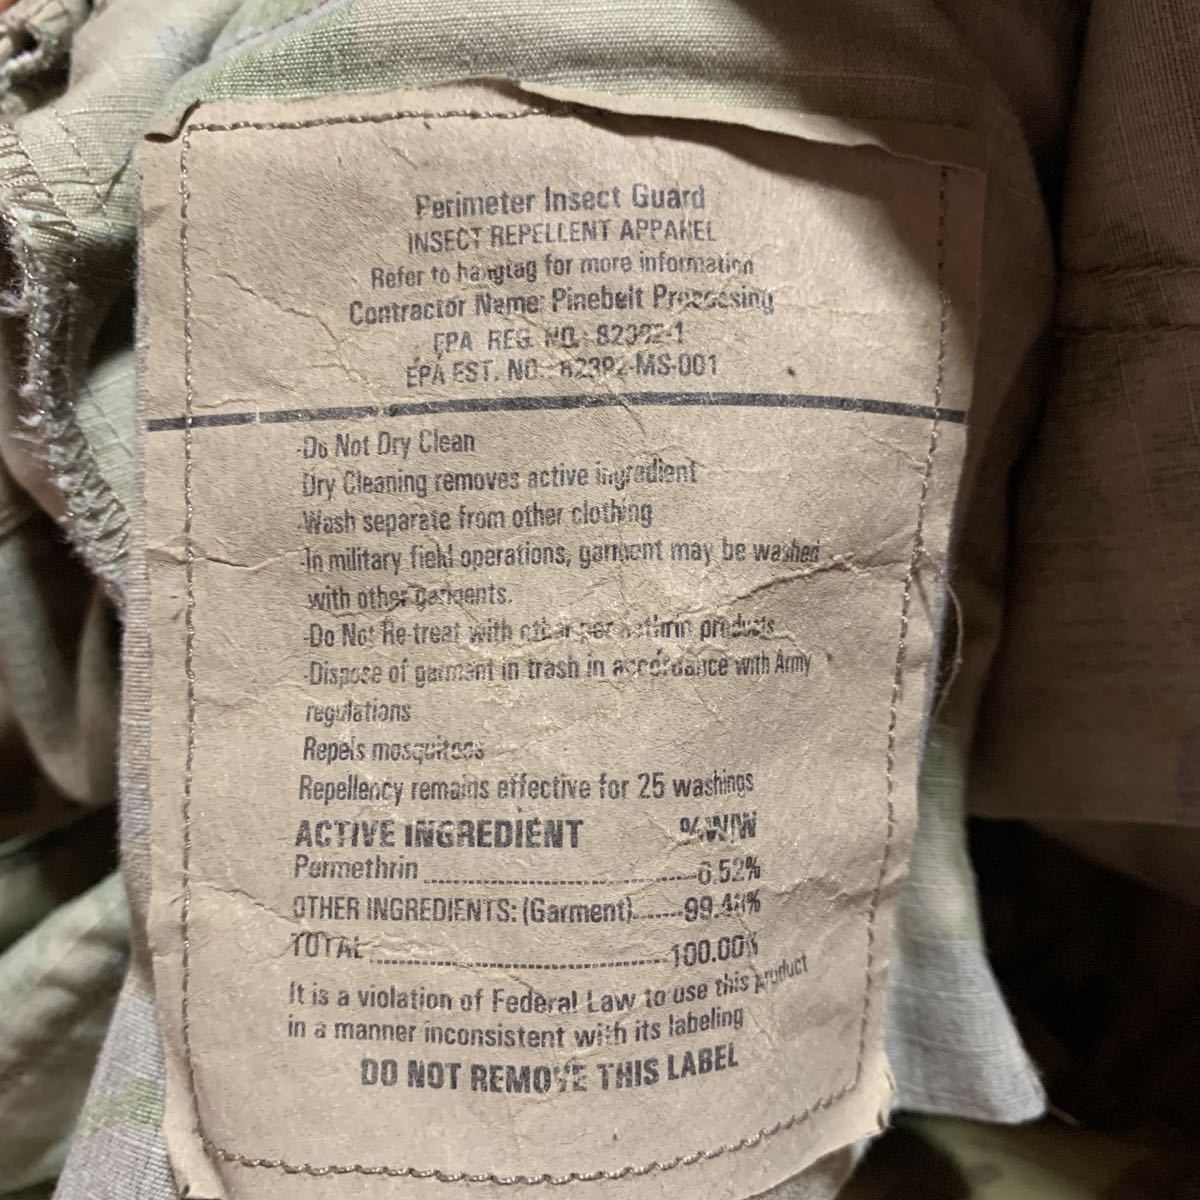 Perimeter Insect Guard
INSECT REPELLENT APPAREL
Refer to hangtag for more information
Contractor Name: Pinebelt Processing
EPA REG. NO.: 82392-1
EPA EST. NO.: 82392-MS-001
-Do Not Dry Clean
Dry Cleaning removes active ingredient
-Wash separate from other clothing
-In military field operations, garment may be washed
with other garments.
-Do Not Re-treat with other permethrin products
-Dispose of garment in trash in accordance with Army
regulations
Repels mosquitoes
Repellency remains effective for 25 washings
ACTIVE INGREDIENT %W/W
Permethrin ........ 0.52%
OTHER INGREDIENTS: (Garment) ........ 99.48%
TOTAL ........ 100.00%
It is a violation of Federal Law to use this product
in a manner inconsistent with its labeling
DO NOT REMOVE THIS LABEL